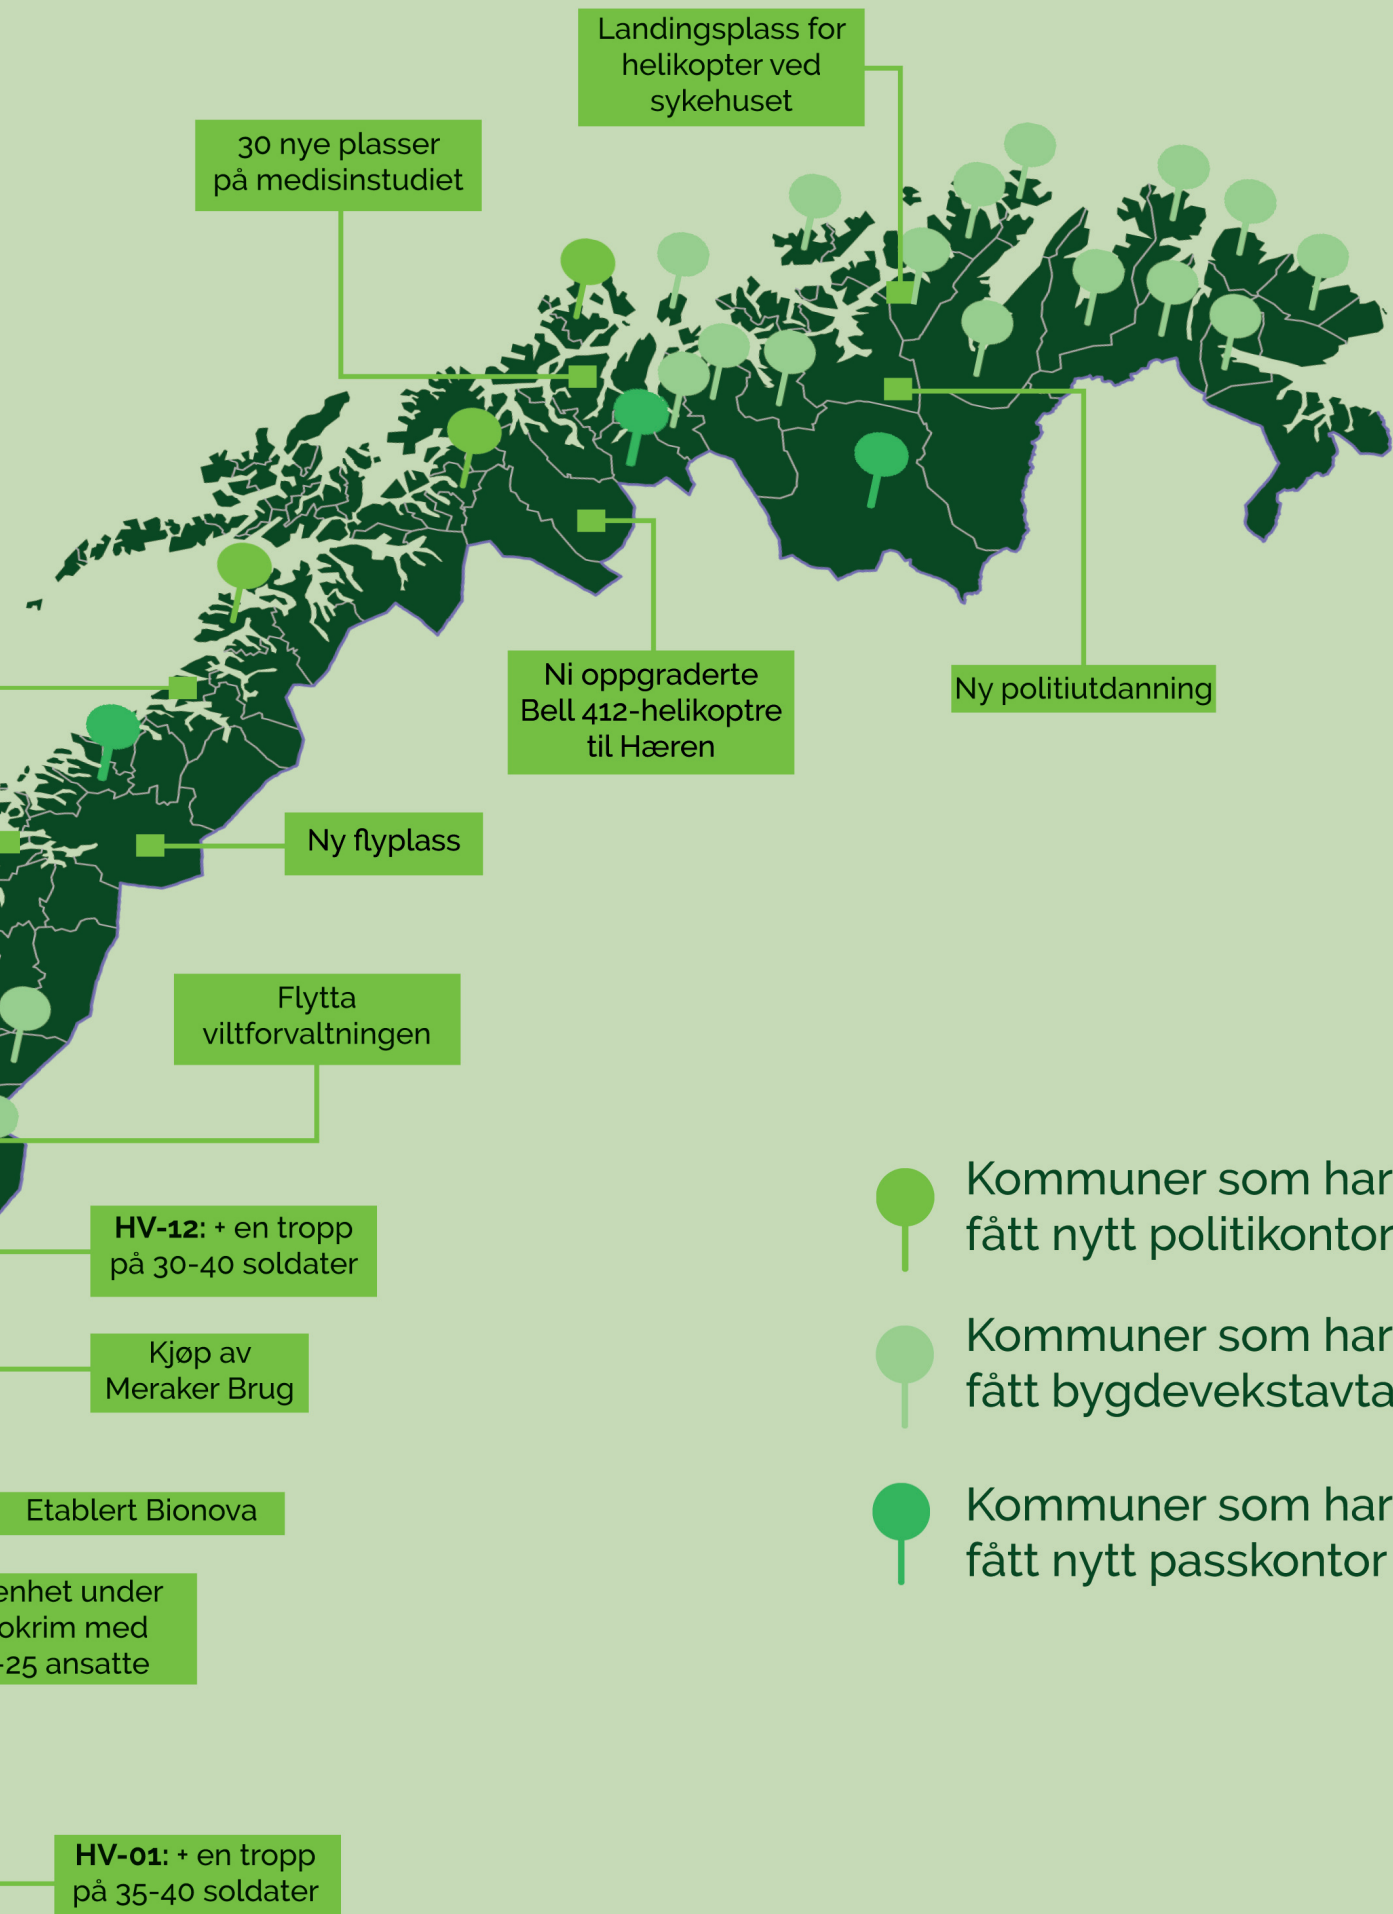 Landingsplass for
helikopter ved
sykehuset
30 nye plasser
på medisinstudiet
Ni oppgraderte
Bell 412-helikoptre
til Hæren
Ny politiutdanning
Ny flyplass
Flytta
viltforvaltningen
HV-12: + en tropp
på 30-40 soldater
Kjøp av
Meraker Brug
Etablert Bionova
enhet under
okrim med
-25 ansatte
HV-01: + en tropp
på 35-40 soldater
Kommuner som har
fått nytt politikontor
Kommuner som har
fått bygdevekstavta
Kommuner som har
fått nytt passkontor